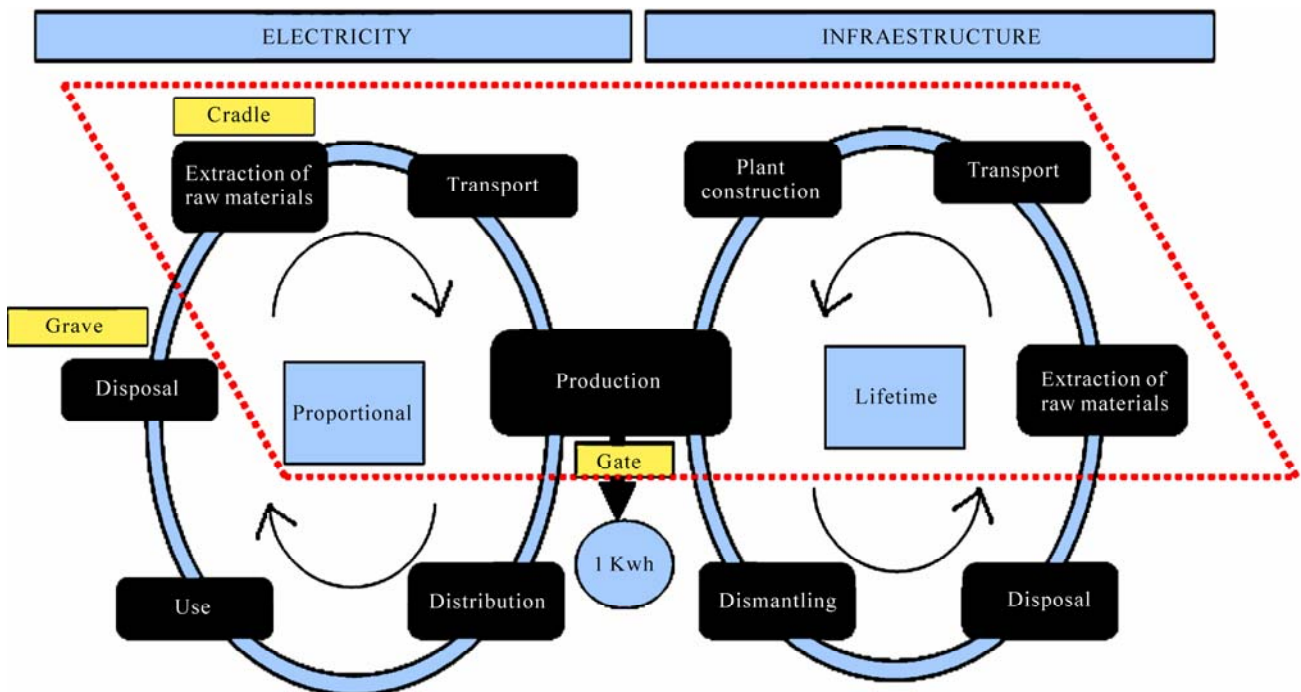 ELECTRICITY
INFRAESTRUCTURE
Cradle
Extraction of
raw materials
Transport
Plant
construction
Transport
Grave
Disposal
Proportional
Production
Lifetime
Extraction of
raw materials
Gate
1 Kwh
Use
Distribution
Dismantling
Disposal